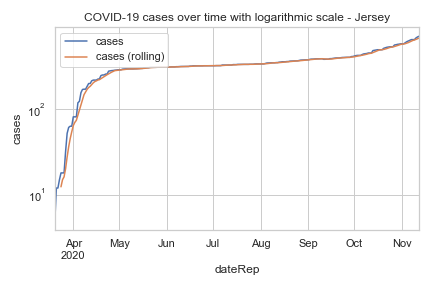 COVID-19 cases over time with logarithmic scale - Jersey
cases
cases (rolling)
10²
10¹
cases
Apr May Jun Jul Aug Sep Oct Nov
2020
dateRep